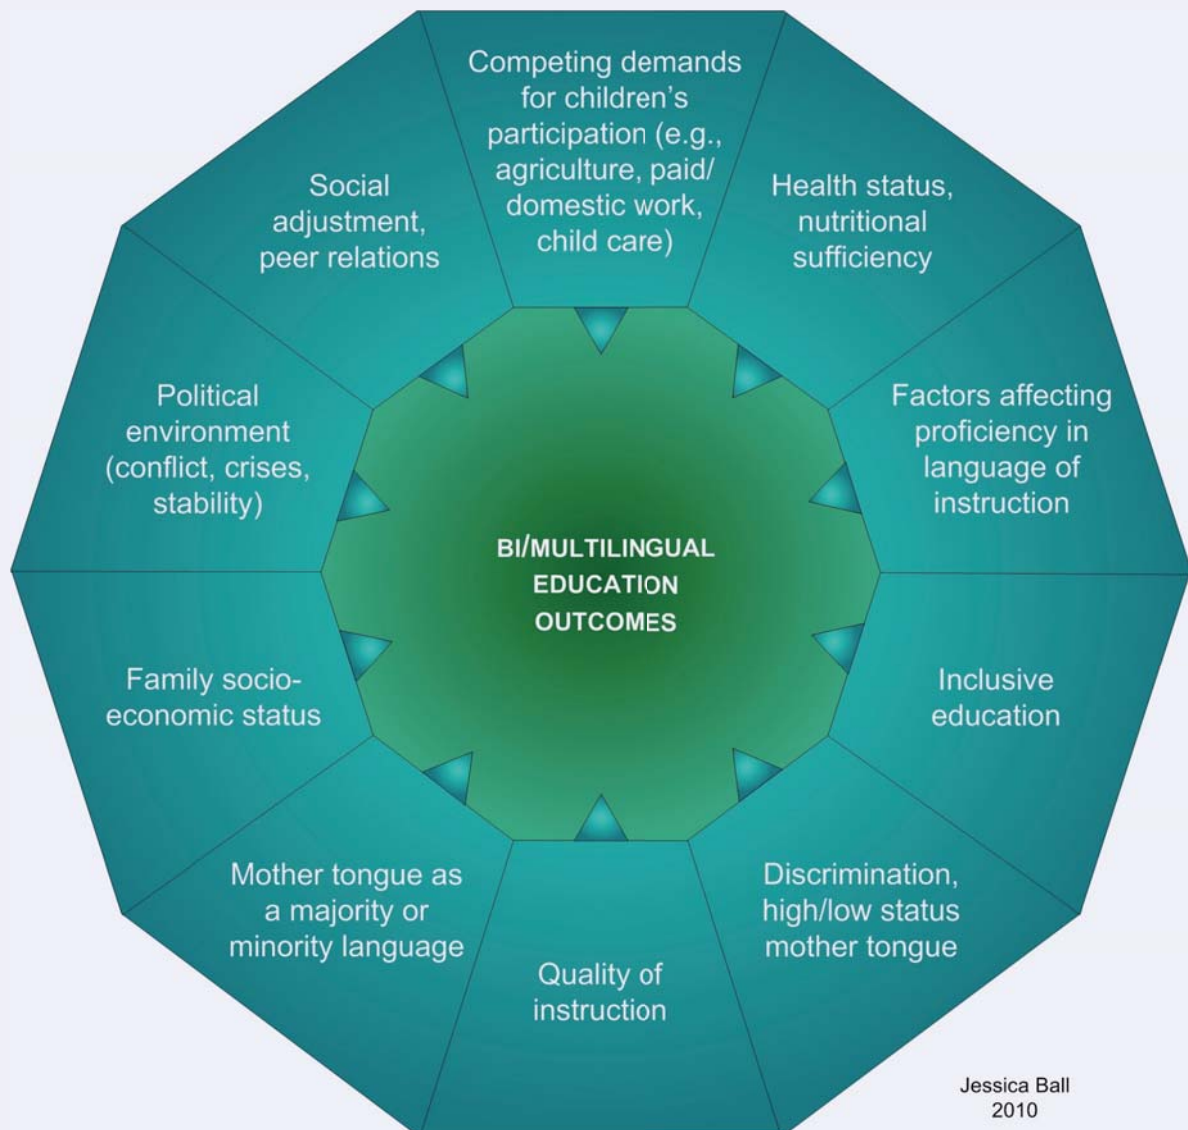 Competing demands
for children's
participation (e.g.,
agriculture, paid/
domestic work,
child care)
Health status,
nutritional
sufficiency
Factors affecting
proficiency in
language of
instruction
Inclusive
education
Discrimination,
high/low status
mother tongue
Quality of
instruction
Mother tongue as
a majority or
minority language
Family socio-
economic status
Political
environment
(conflict, crises,
stability)
Social
adjustment,
peer relations
BI/MULTILINGUAL
EDUCATION
OUTCOMES
Jessica Ball
2010